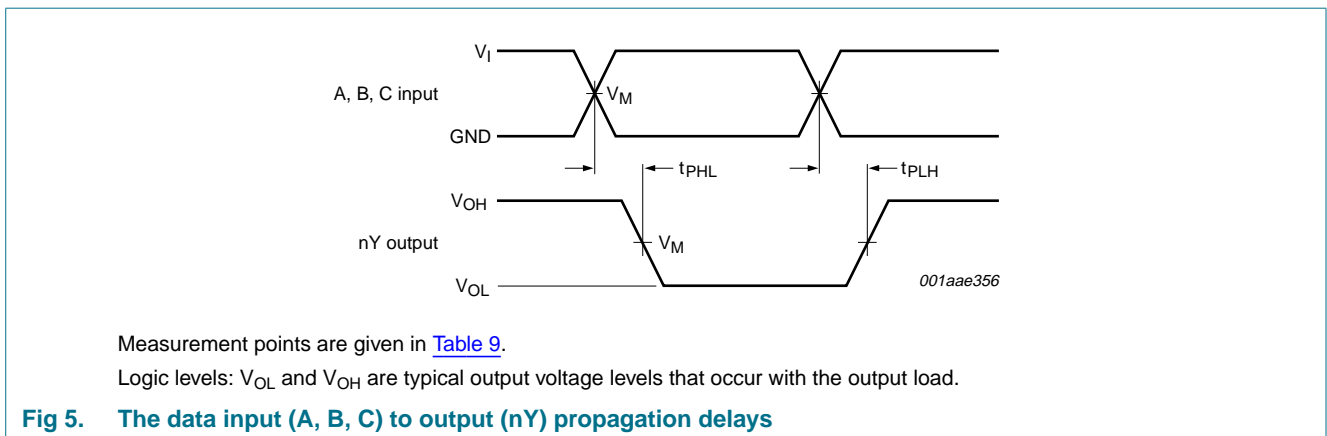 V_I
A, B, C input
V_M
GND
t_PHL
t_PLH
V_OH
nY output
V_M
V_OL
001aae356
Measurement points are given in Table 9.
Logic levels: V_OL and V_OH are typical output voltage levels that occur with the output load.
Fig 5. The data input (A, B, C) to output (nY) propagation delays